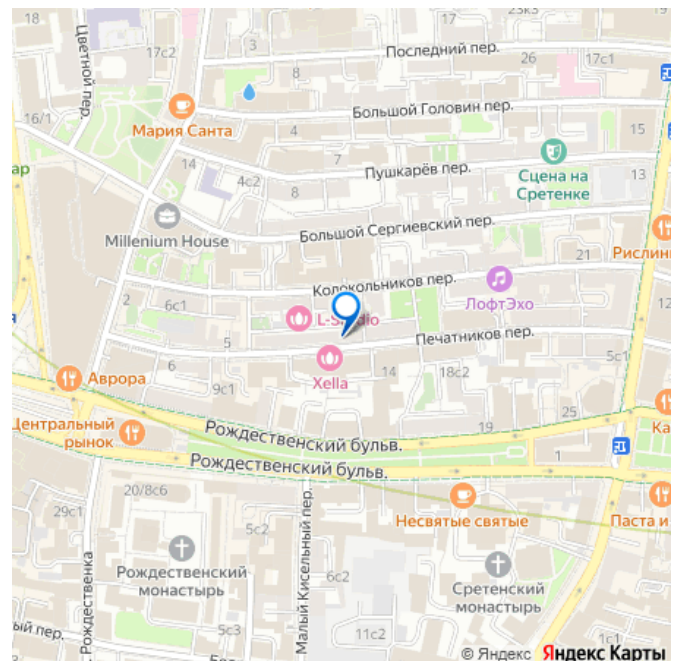 Цветной пер.
17с2
3
8
Последний пер.
26
17с1
23к3
Мария Санта
Большой Головин пер.
16/1
4
7
15
14
4с2
8
Пушкарёв пер.
Сцена на
Сретенке
13
Millenium House
Большой Сергиевский пер.
21
2
6с1
Колокольников пер.
ЛофтЭхо
12
5
Печатников пер.
5с1
Xella
14
18с2
6
9с1
Аврора
Центральный
рынок
Рождественский бульв.
19
25
1
Рождественский бульв.
20/8с6
29с1
5с2
Несвятые святые
Паста и
Рождественский
монастырь
Малый Кисельный пер.
6с2
Сретенский
монастырь
Рождественка
5с3
11с2
1с1
© Яндекс Яндекс Карты